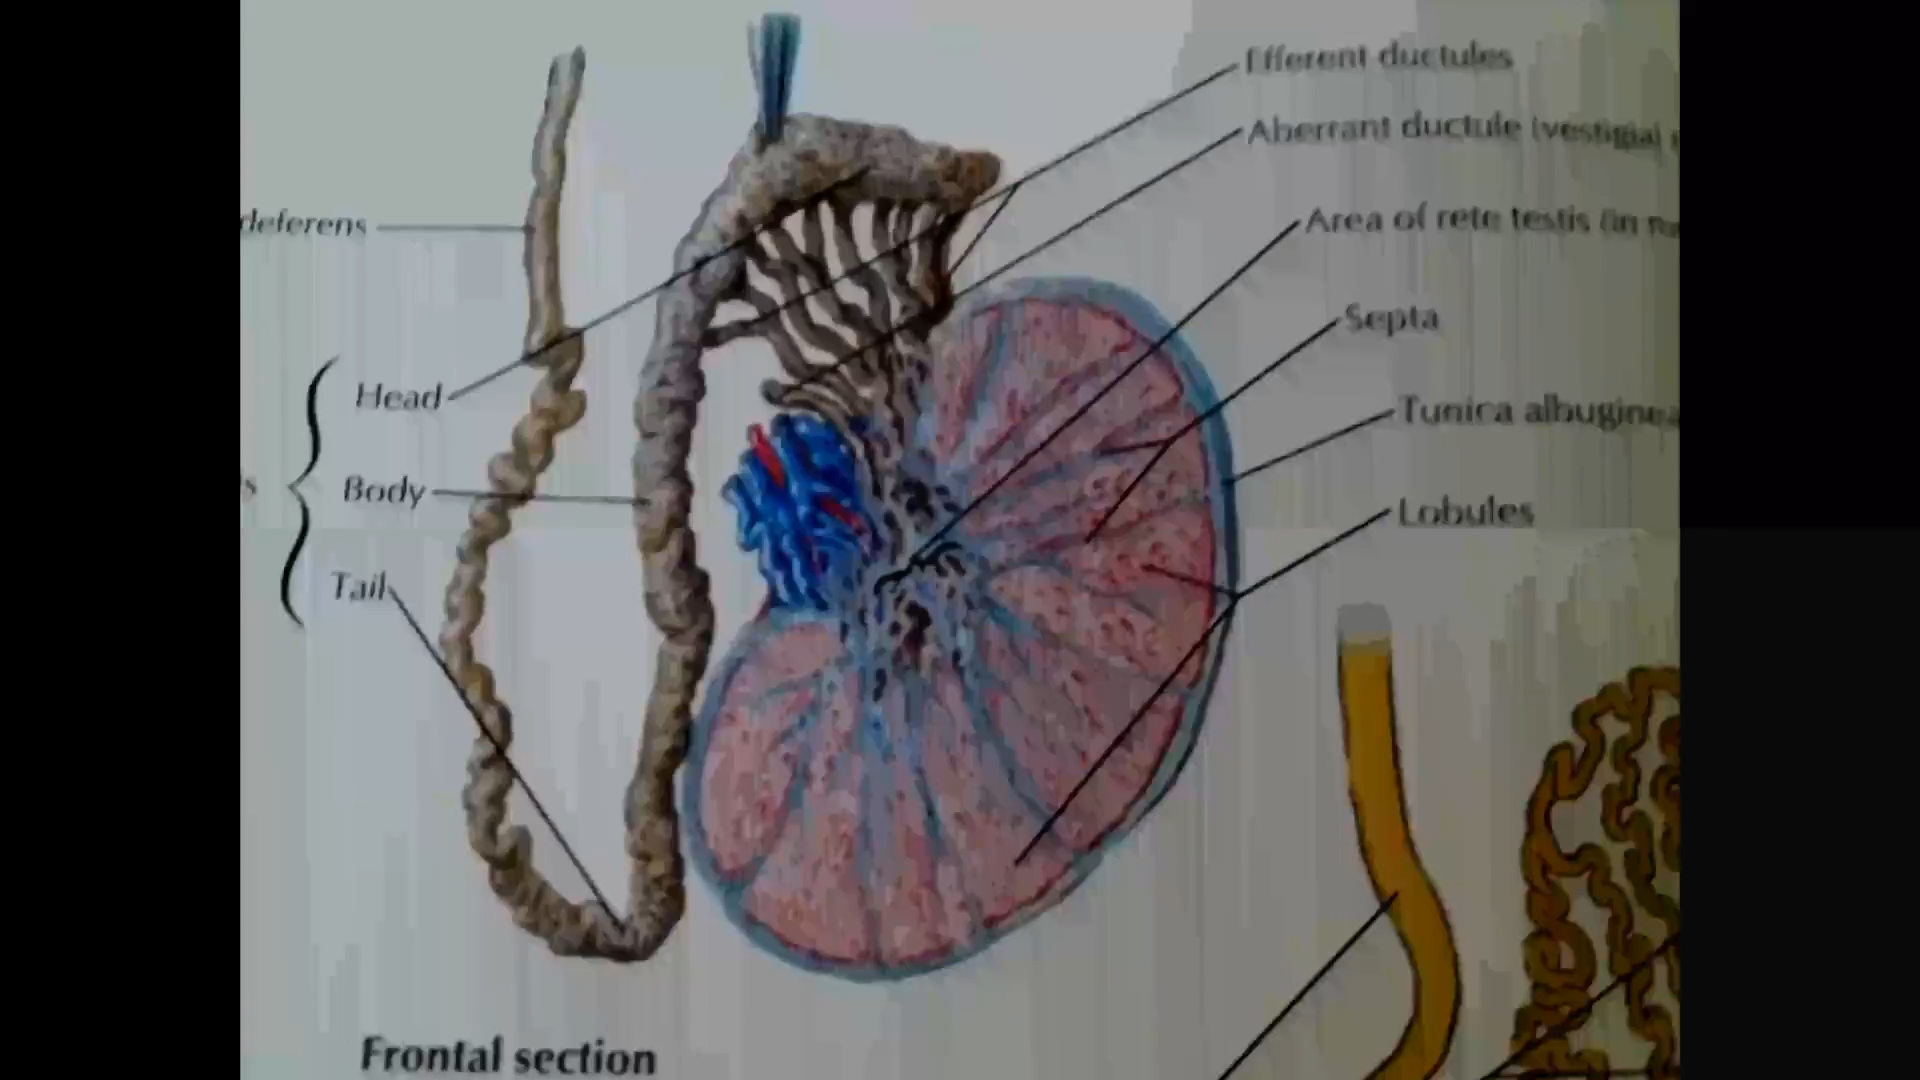 Efferent ductules
Aberrant ductule (vestigial
deferens
Area of rete testis (in
Septa
Head
Tunica albuginea
Body
Lobules
Tail
Frontal section